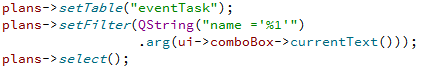 plans->setTable("eventTask");
plans->setFilter(QString("name ='%1'")
.arg(ui->comboBox->currentText()));
plans->select();